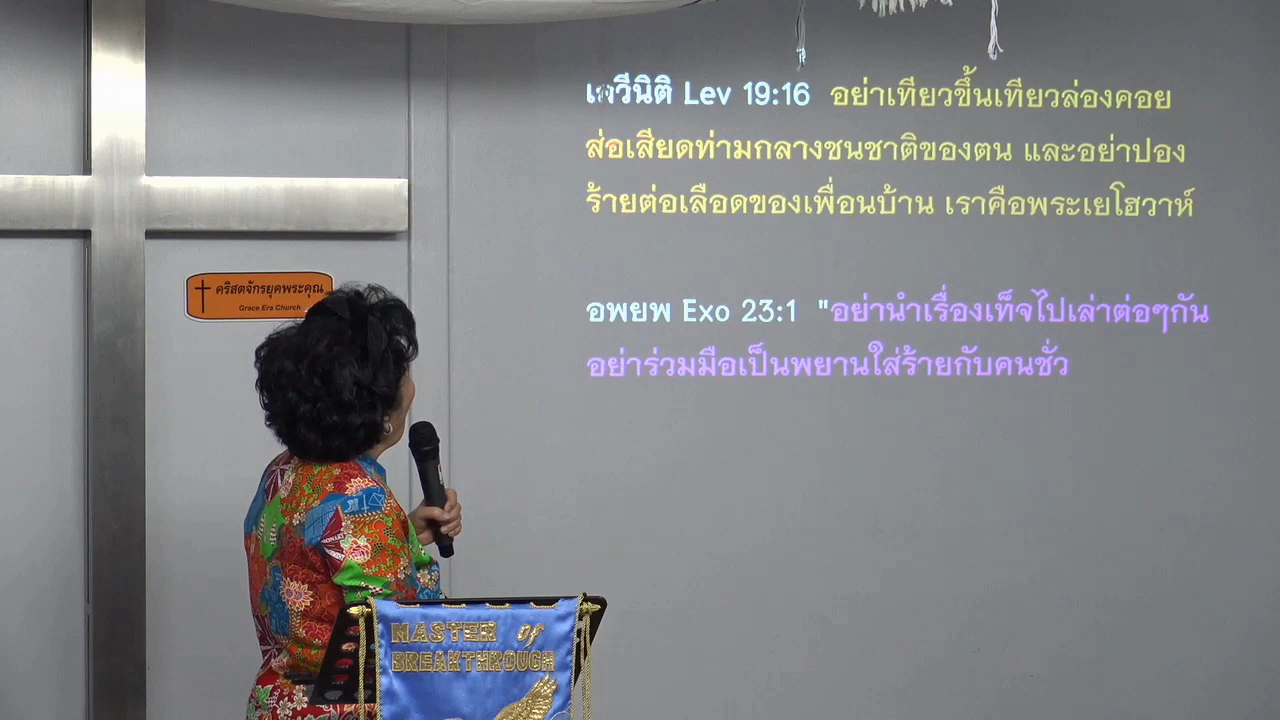 เลวีนิติ Lev 19:16 อย่าเทียวขึ้นเทียวล่องคอย
ส่อเสียดท่ามกลางชนชาติของตน และอย่าปอง
ร้ายต่อเลือดของเพื่อนบ้าน เราคือพระเยโฮวาห์
อพยพ Exo 23:1 "อย่านำเรื่องเท็จไปเล่าต่อๆกัน
อย่าร่วมมือเป็นพยานใส่ร้ายกับคนชั่ว
คริสตจักรยุคพระคุณ
Grace Era Church
MASTER of
BREAKTHROUGH